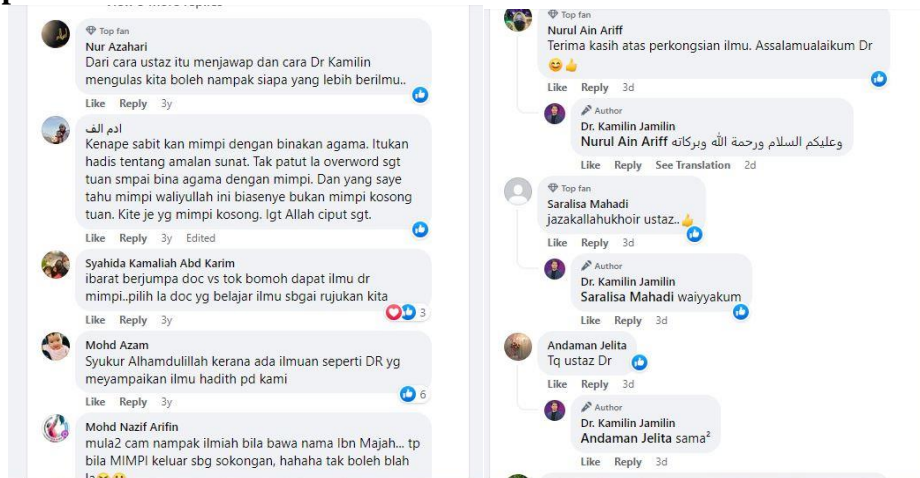 Top fan
Nur Azahari
Dari cara ustaz itu menjawap dan cara Dr Kamilin
mengulas kita boleh nampak siapa yang lebih berilmu..
Like Reply 3y
ادم الف
Kenape sabit kan mimpi dengan binakan agama. Itukan
hadis tentang amalan sunat. Tak patut la overword sgt
tuan smpai bina agama dengan mimpi. Dan yang saye
tahu mimpi waliyullah ini biasenye bukan mimpi kosong
tuan. Kite je yg mimpi kosong. Igt Allah ciput sgt.
Like Reply 3y Edited
Syahida Kamaliah Abd Karim
ibarat berjumpa doc vs tok bomoh dapat ilmu dr
mimpi..pilih la doc yg belajar ilmu sbgai rujukan kita
3
Like Reply 3y
Mohd Azam
Syukur Alhamdulillah kerana ada ilmuan seperti DR yg
meyampaikan ilmu hadith pd kami
6
Like Reply 3y
Mohd Nazif Arifin
mula2 cam nampak ilmiah bila bawa nama Ibn Majah... tp
bila MIMPI keluar sbg sokongan, hahaha tak boleh blah
Top fan
Nurul Ain Ariff
Terima kasih atas perkongsian ilmu. Assalamualaikum Dr
😊👍
Like Reply 3d
Author
Dr. Kamilin Jamilin
Nurul Ain Ariff وعليكم السلام ورحمة الله وبركاته
Like Reply See Translation 2d
Top fan
Saralisa Mahadi
jazakallahukhoir ustaz..👍
Like Reply 3d
Author
Dr. Kamilin Jamilin
Saralisa Mahadi waiyyakum
Like Reply 3d
Andaman Jelita
Tq ustaz Dr
Like Reply 3d
Author
Dr. Kamilin Jamilin
Andaman Jelita sama²
Like Reply 3d